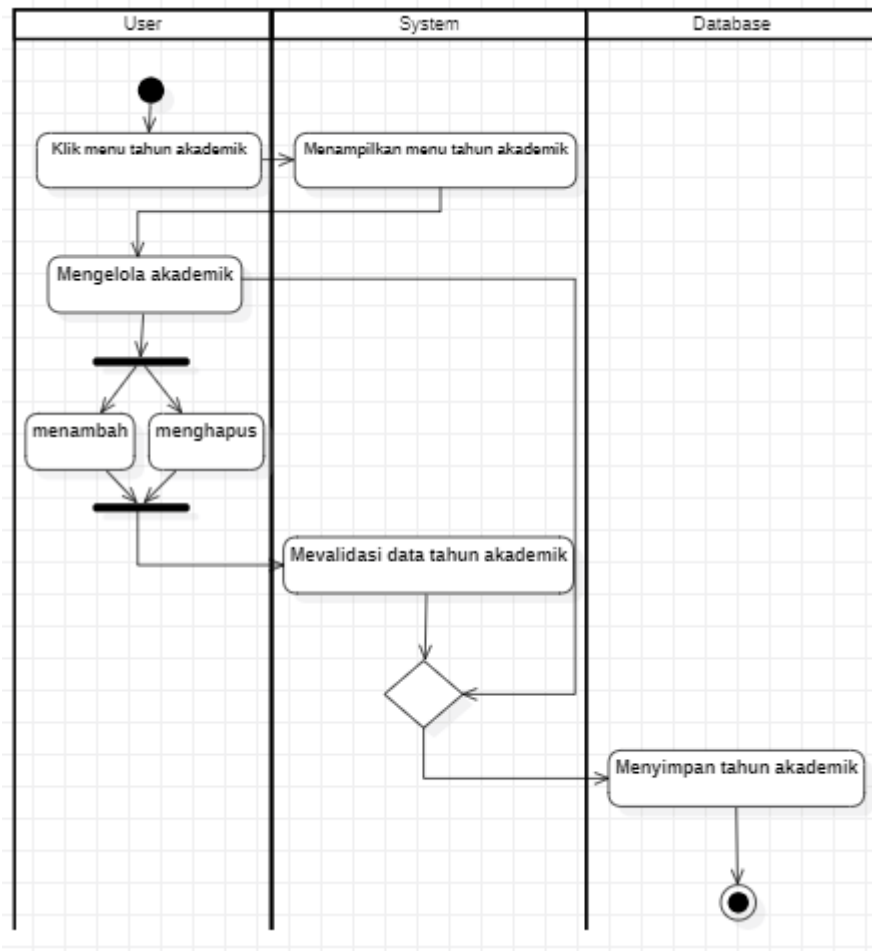 User
System
Database
Klik menu tahun akademik
Menampilkan menu tahun akademik
Mengelola akademik
menambah
menghapus
Mevalidasi data tahun akademik
Menyimpan tahun akademik